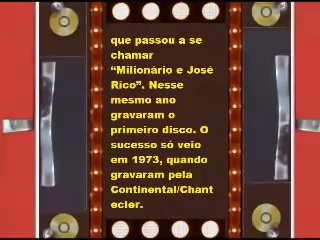 que passou a se
chamar
“Milionário e José
Rico”. Nesse
mesmo ano
gravaram o
primeiro disco. O
sucesso só veio
em 1973, quando
gravaram pela
Continental/Chant
ecler.